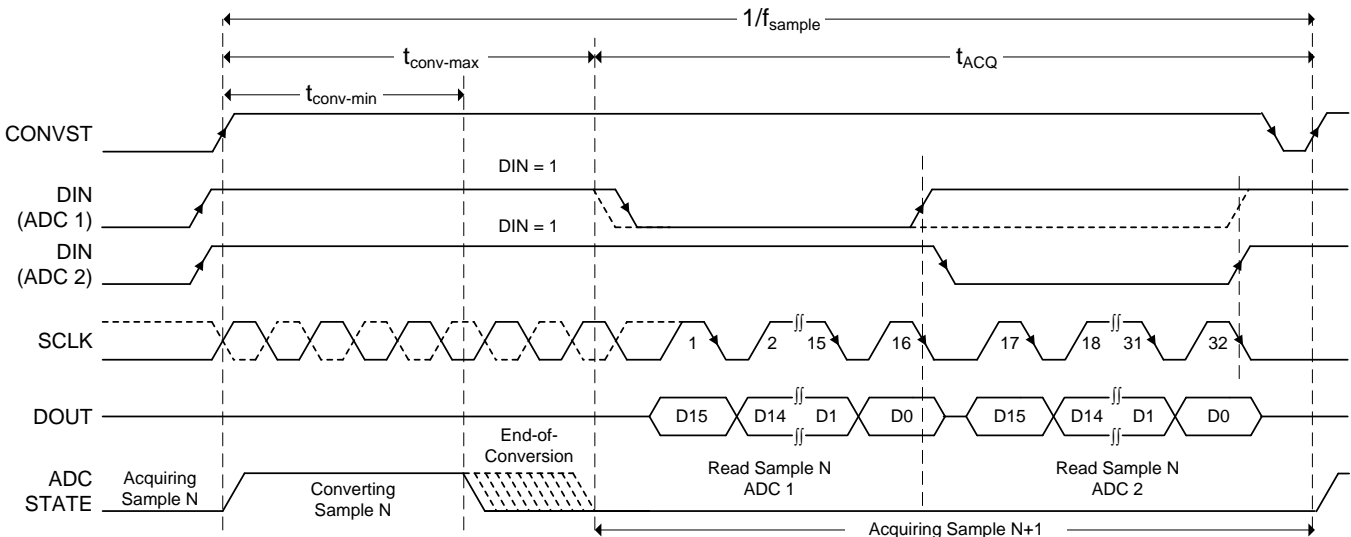 1/fsample
tconv-max
tACQ
tconv-min
CONVST
DIN = 1
DIN
(ADC 1)
DIN = 1
DIN
(ADC 2)
SCLK
1
2
15
16
17
18
31
32
DOUT
D15
D14
D1
D0
D15
D14
D1
D0
End-of-
Conversion
ADC
STATE
Acquiring
Sample N
Converting
Sample N
Read Sample N
ADC 1
Read Sample N
ADC 2
Acquiring Sample N+1